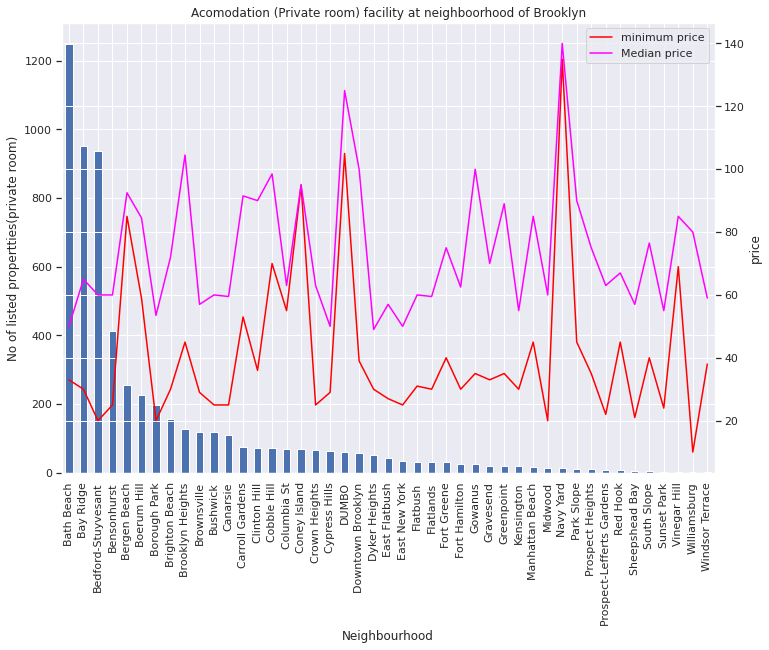 Acomodation (Private room) facility at neighboorhood of Brooklyn
minimum price
Median price
1200
1000
800
600
400
200
0
No of listed propertties(private room)
140
120
100
80
60
40
20
price
Bath Beach
Bay Ridge
Bedford-Stuyvesant
Bensonhurst
Bergen Beach
Boerum Hill
Borough Park
Brighton Beach
Brooklyn Heights
Brownsville
Bushwick
Canarsie
Carroll Gardens
Clinton Hill
Cobble Hill
Columbia St
Coney Island
Crown Heights
Cypress Hills
DUMBO
Downtown Brooklyn
Dyker Heights
East Flatbush
East New York
Flatbush
Flatlands
Fort Greene
Fort Hamilton
Gowanus
Gravesend
Greenpoint
Kensington
Manhattan Beach
Midwood
Navy Yard
Park Slope
Prospect Heights
Prospect-Lefferts Gardens
Red Hook
Sheepshead Bay
South Slope
Sunset Park
Vinegar Hill
Williamsburg
Windsor Terrace
Neighbourhood